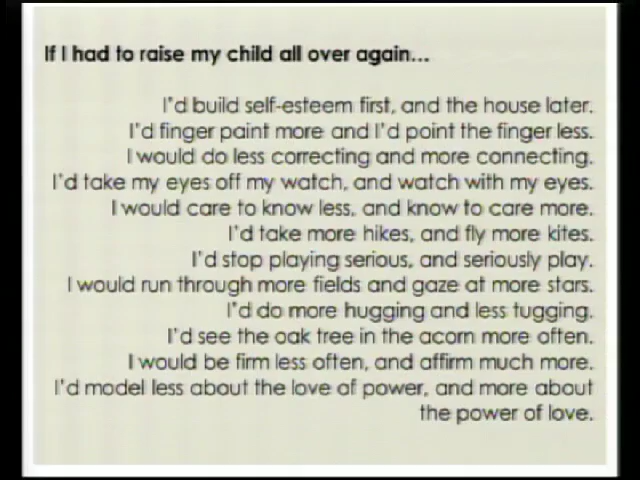 If I had to raise my child all over again...
I'd build self-esteem first, and the house later.
I'd finger paint more and I'd point the finger less.
I would do less correcting and more connecting.
I'd take my eyes off my watch, and watch with my eyes.
I would care to know less, and know to care more.
I'd take more hikes, and fly more kites.
I'd stop playing serious, and seriously play.
I would run through more fields and gaze at more stars.
I'd do more hugging and less tugging.
I'd see the oak tree in the acorn more often.
I would be firm less often, and affirm much more.
I'd model less about the love of power, and more about
the power of love.